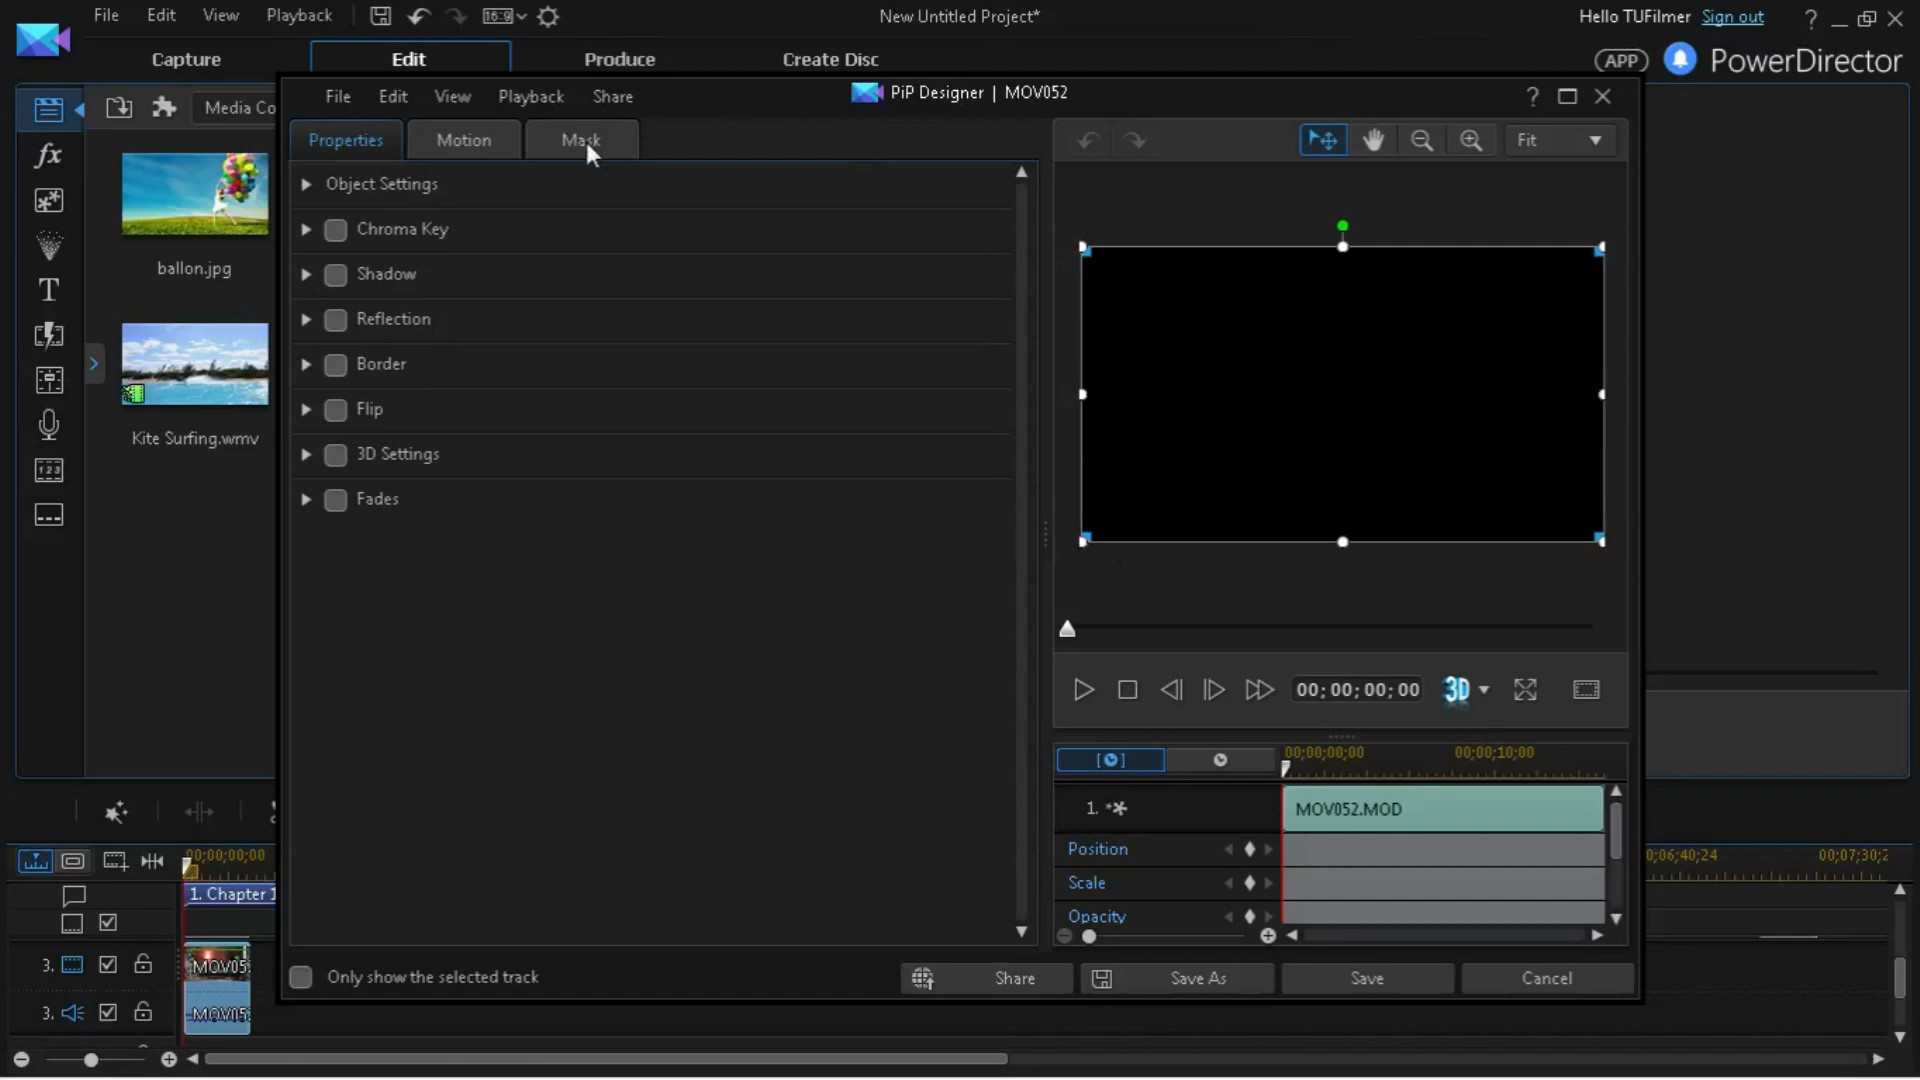 File Edit View Playback 16:9 New Untitled Project* Hello TUFilmer Sign out ?
Capture Edit Produce Create Disc APP PowerDirector
File Edit View Playback Share PiP Designer | MOV052 ?
Media Co
Properties Motion Mask Fit
Object Settings
Chroma Key
Shadow
Reflection
Border
Flip
3D Settings
Fades
fx
T
123
ballon.jpg
Kite Surfing.wmv
00;00;00;00 3D
00;00;00;00 00;00;10;00
1. MOV052.MOD
Position
Scale
Opacity
Only show the selected track Share Save As Save Cancel
00;00;00;00 0;06;40;24 00;07;30;2
1. Chapter 1
3. MOV05
3. MOV05